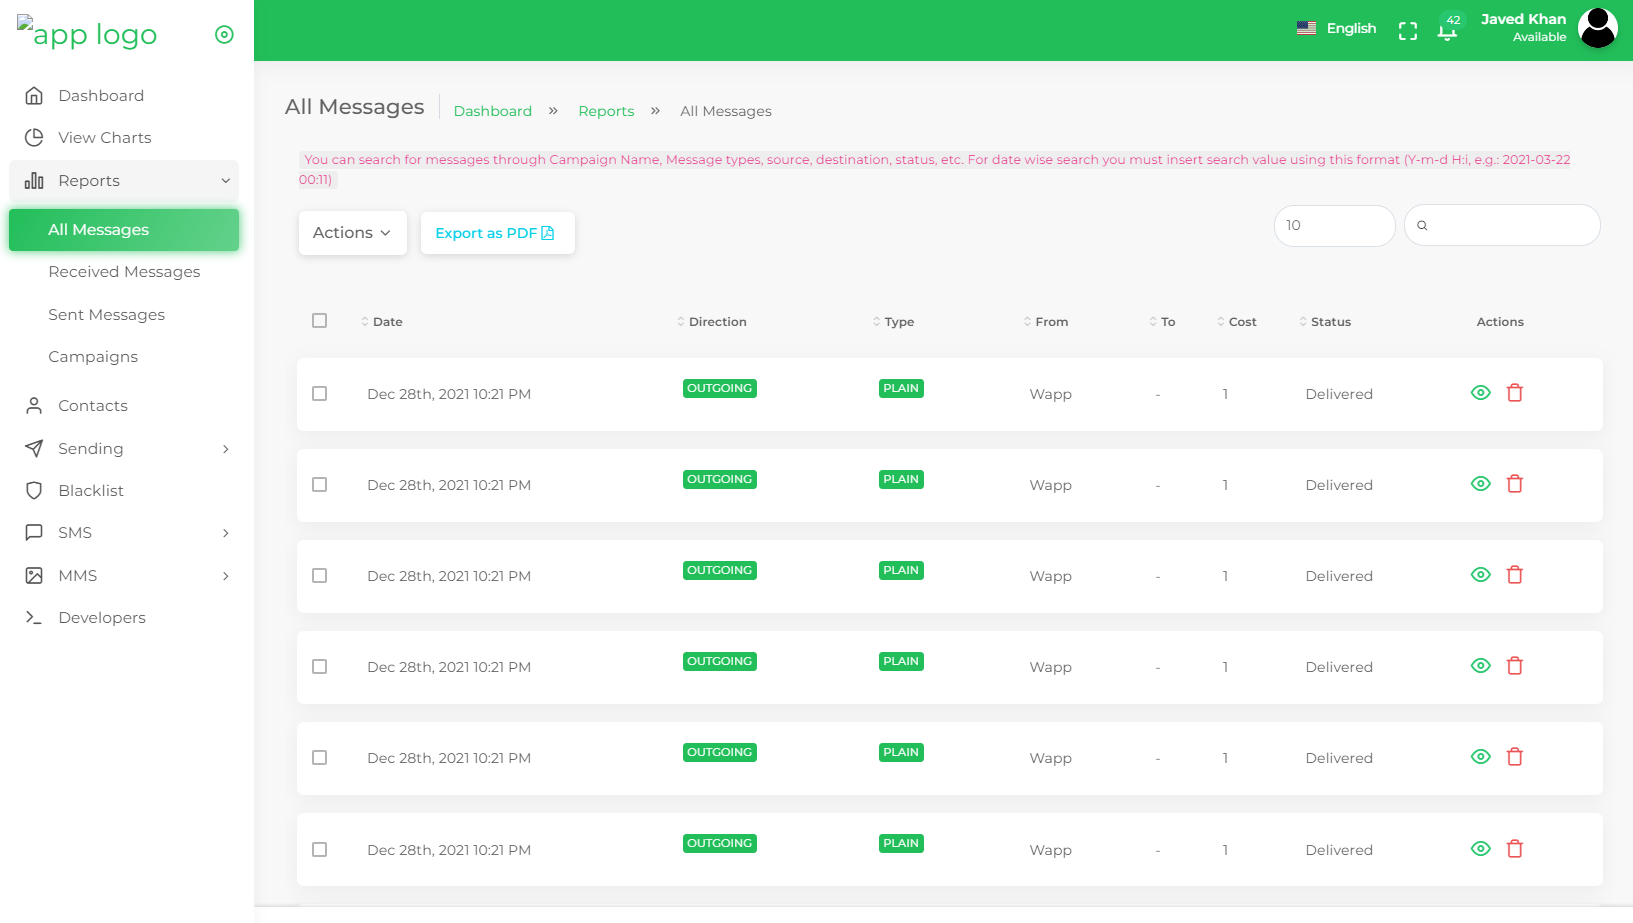 app logo
English
42
Javed Khan
Available
Dashboard
View Charts
Reports
All Messages
Received Messages
Sent Messages
Campaigns
Contacts
Sending
Blacklist
SMS
MMS
Developers
All Messages
Dashboard » Reports » All Messages
You can search for messages through Campaign Name, Message types, source, destination, status, etc. For date wise search you must insert search value using this format (Y-m-d H:i, e.g.: 2021-03-22
00:11)
Actions Export as PDF 10
Date Direction Type From To Cost Status Actions
Dec 28th, 2021 10:21 PM OUTGOING PLAIN Wapp - 1 Delivered
Dec 28th, 2021 10:21 PM OUTGOING PLAIN Wapp - 1 Delivered
Dec 28th, 2021 10:21 PM OUTGOING PLAIN Wapp - 1 Delivered
Dec 28th, 2021 10:21 PM OUTGOING PLAIN Wapp - 1 Delivered
Dec 28th, 2021 10:21 PM OUTGOING PLAIN Wapp - 1 Delivered
Dec 28th, 2021 10:21 PM OUTGOING PLAIN Wapp - 1 Delivered